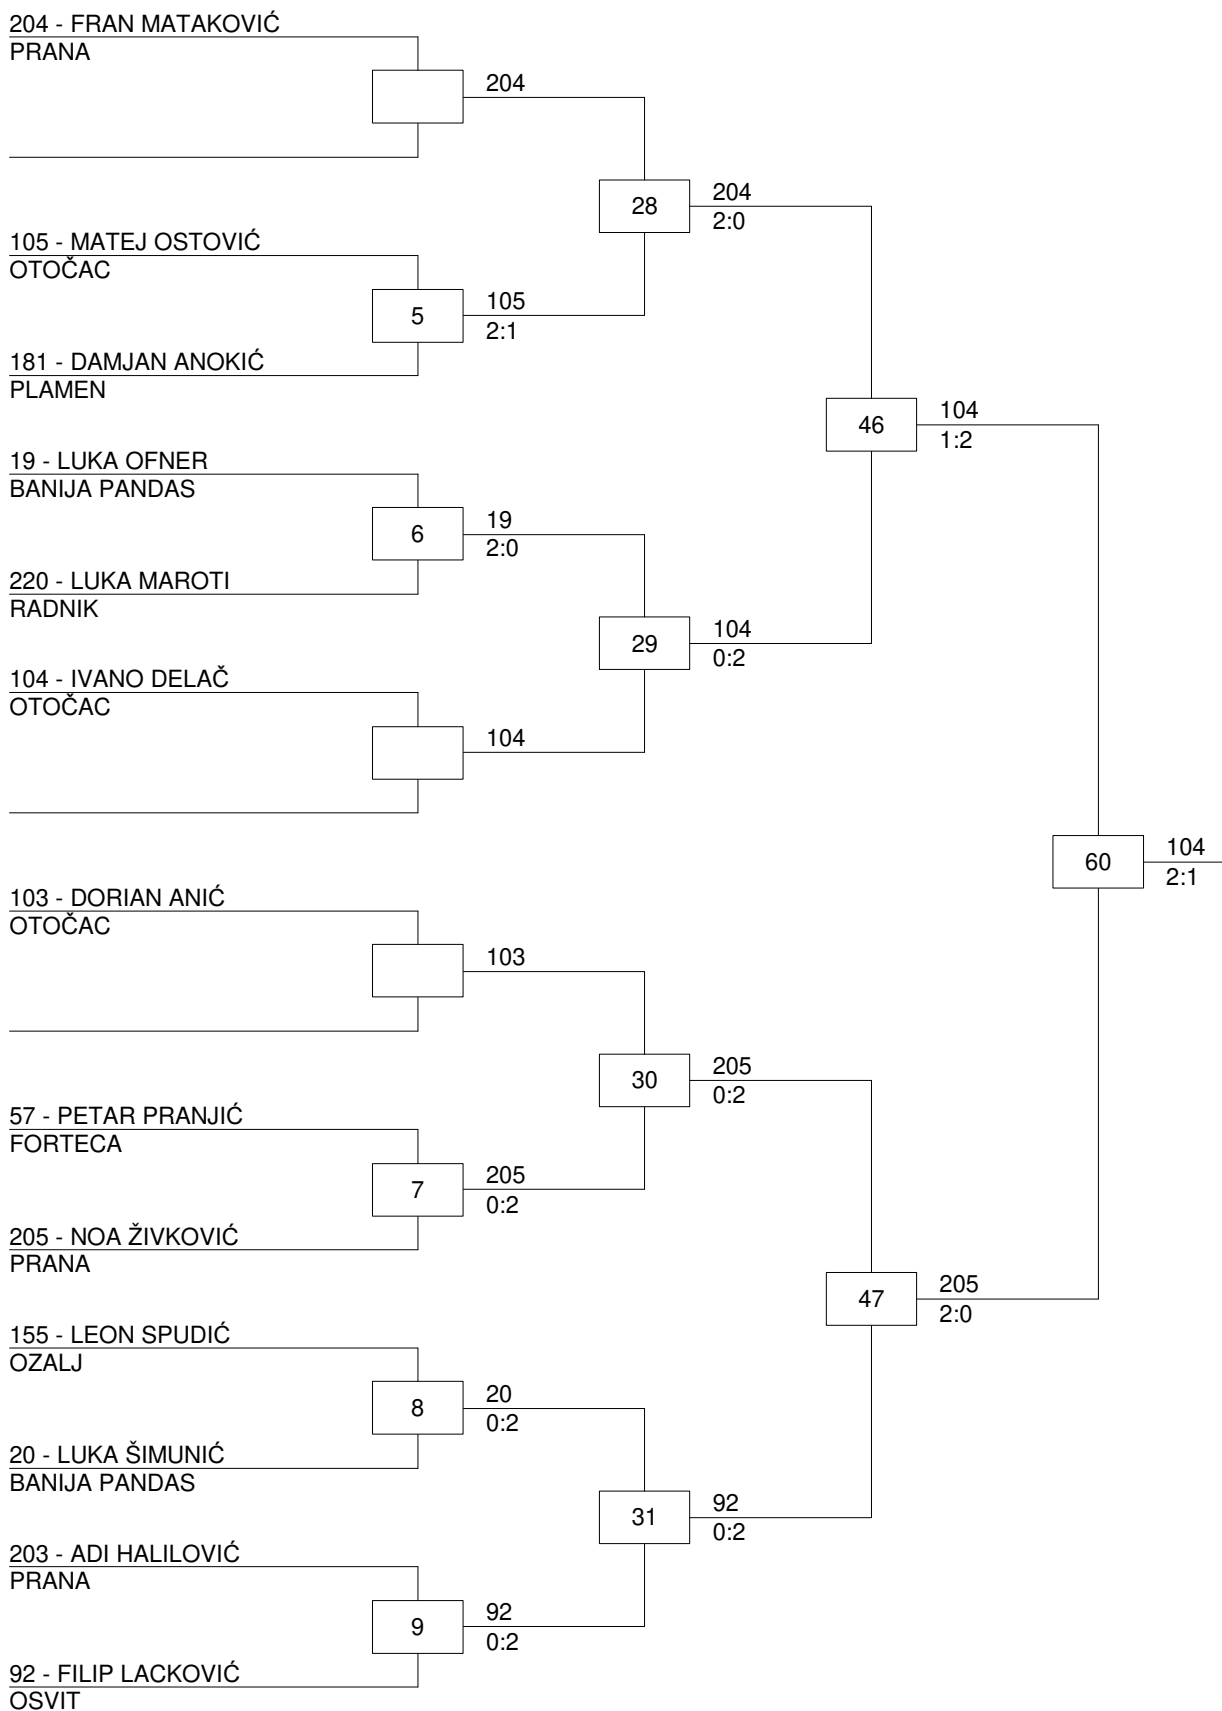 204 - FRAN MATAKOVIĆ
PRANA
204
28
204
2:0
105 - MATEJ OSTOVIĆ
OTOČAC
5
105
2:1
181 - DAMJAN ANOKIĆ
PLAMEN
46
104
1:2
19 - LUKA OFNER
BANIJA PANDAS
6
19
2:0
220 - LUKA MAROTI
RADNIK
29
104
0:2
104 - IVANO DELAČ
OTOČAC
104
60
104
2:1
103 - DORIAN ANIĆ
OTOČAC
103
30
205
0:2
57 - PETAR PRANJIĆ
FORTECA
7
205
0:2
205 - NOA ŽIVKOVIĆ
PRANA
47
205
2:0
155 - LEON SPUDIĆ
OZALJ
8
20
0:2
20 - LUKA ŠIMUNIĆ
BANIJA PANDAS
31
92
0:2
203 - ADI HALILOVIĆ
PRANA
9
92
0:2
92 - FILIP LACKOVIĆ
OSVIT